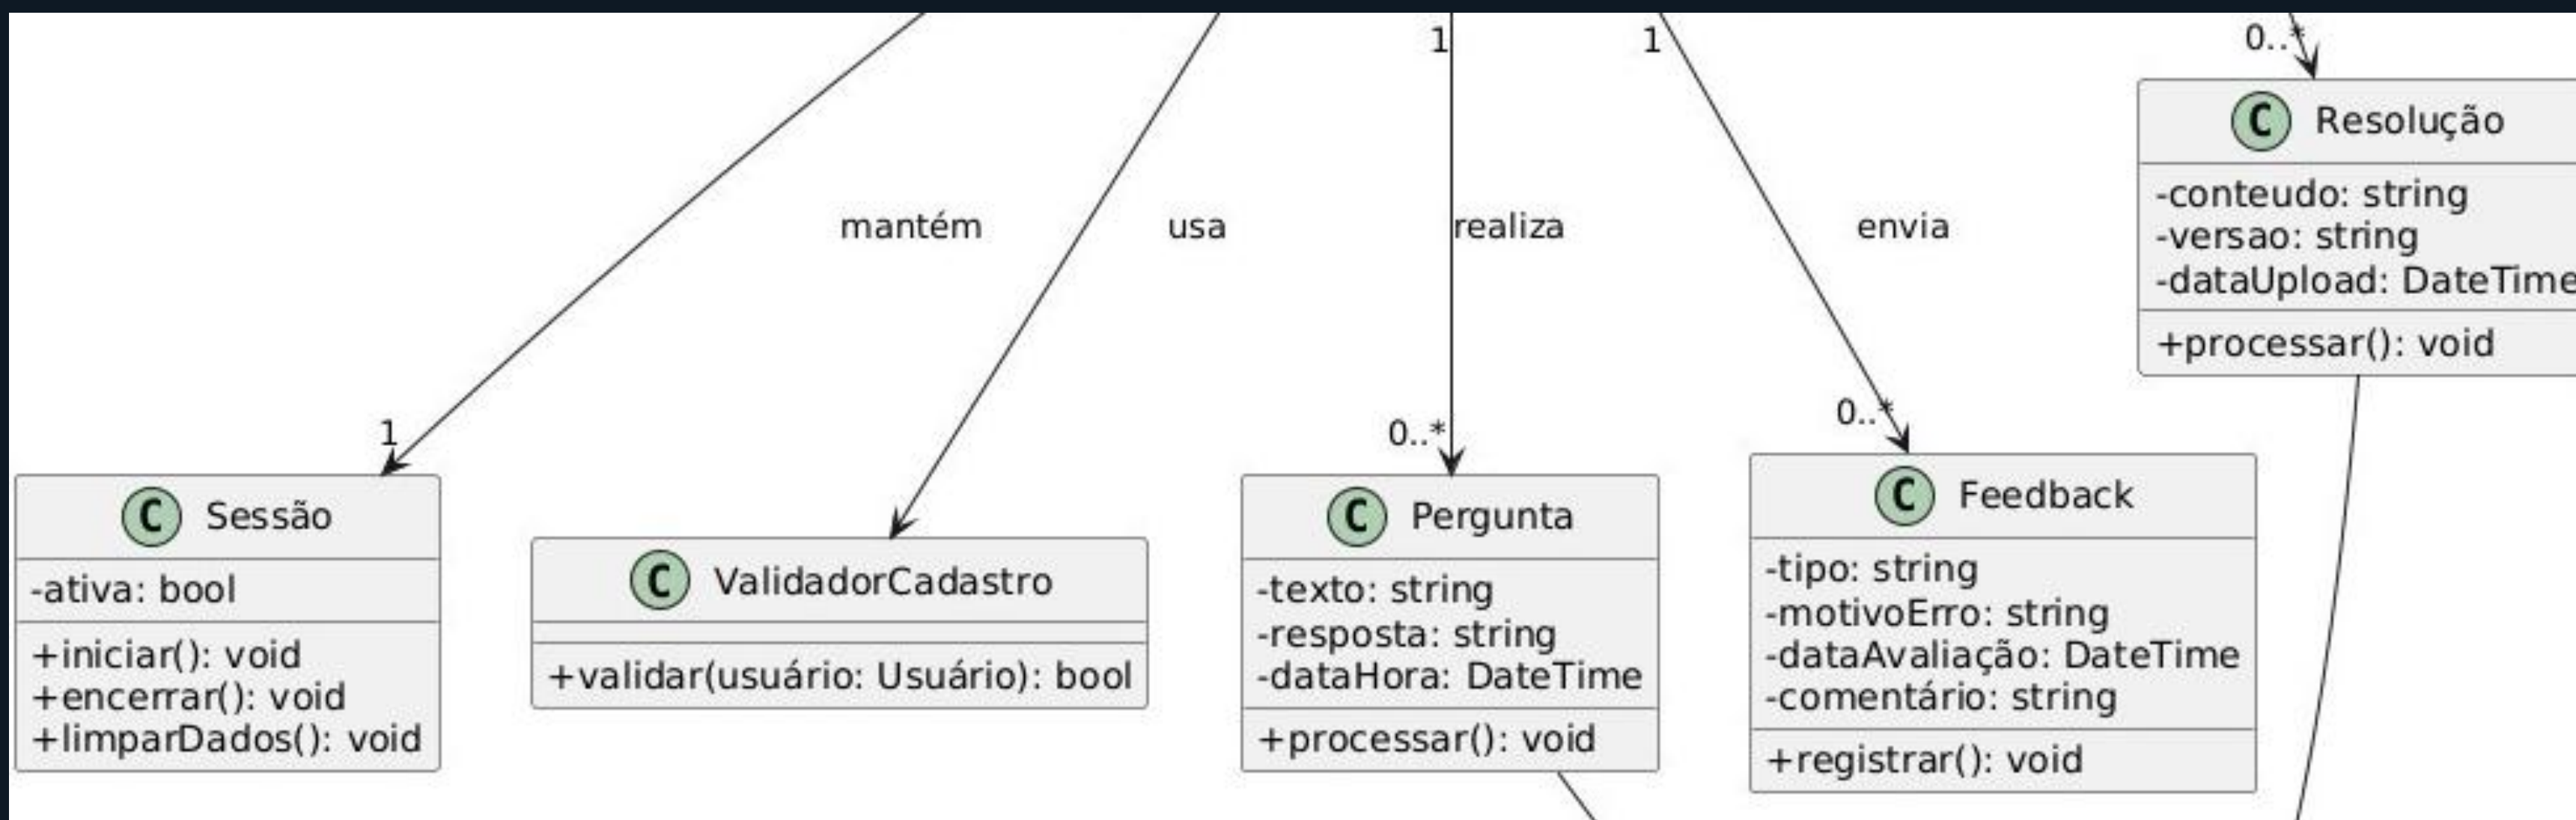 1
1
0..*
mantém
usa
realiza
envia
1
0..*
0..*
C Resolução
-conteudo: string
-versao: string
-dataUpload: DateTime
+processar(): void
C Sessão
-ativa: bool
+iniciar(): void
+encerrar(): void
+limparDados(): void
C ValidadorCadastro
+validar(usuário: Usuário): bool
C Pergunta
-texto: string
-resposta: string
-dataHora: DateTime
+processar(): void
C Feedback
-tipo: string
-motivoErro: string
-dataAvaliação: DateTime
-comentário: string
+registrar(): void